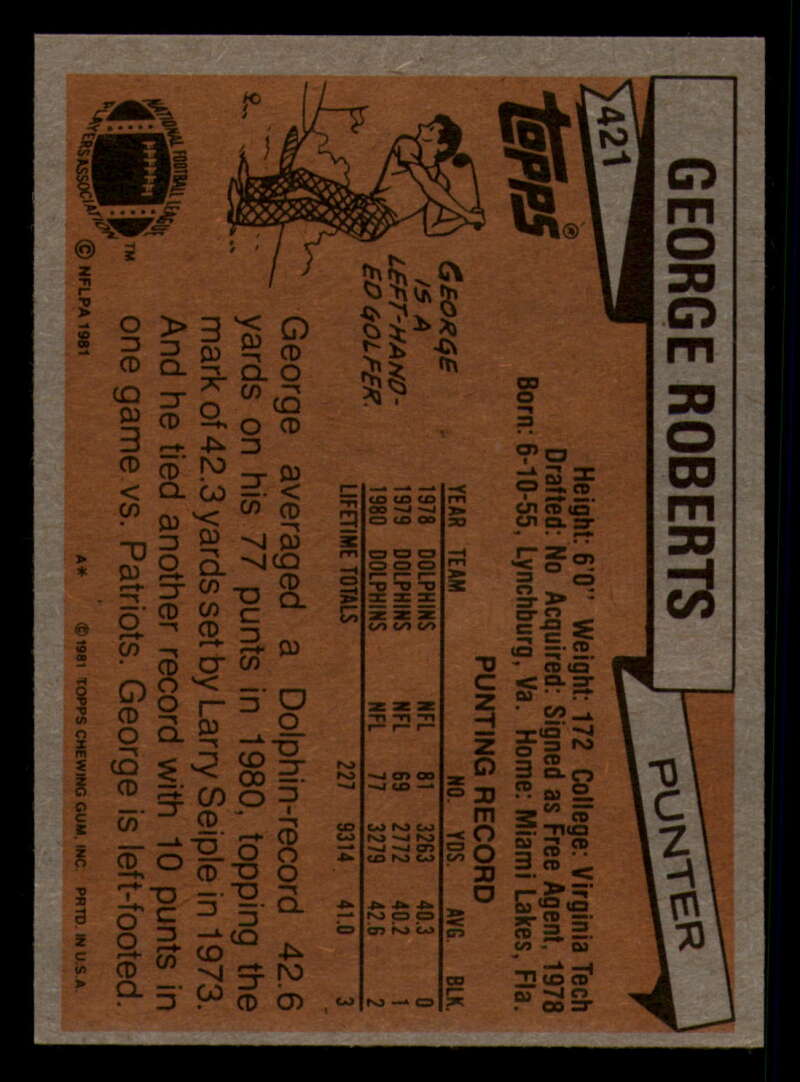 421
GEORGE ROBERTS
PUNTER
topps®
Height: 6'0" Weight: 172 College: Virginia Tech
Drafted: No Acquired: Signed as Free Agent, 1978
Born: 6-10-55, Lynchburg, Va. Home: Miami Lakes, Fla.
GEORGE
IS A
LEFT-HAND-
ED GOLFER.
PUNTING RECORD
YEAR TEAM NO. YDS. AVG. BLK.
1978 DOLPHINS NFL 81 3263 40.3 0
1979 DOLPHINS NFL 69 2772 40.2 1
1980 DOLPHINS NFL 77 3279 42.6 2
LIFETIME TOTALS 227 9314 41.0 3
George averaged a Dolphin-record 42.6
yards on his 77 punts in 1980, topping the
mark of 42.3 yards set by Larry Seiple in 1973.
And he tied another record with 10 punts in
one game vs. Patriots. George is left-footed.
NATIONAL FOOTBALL LEAGUE
PLAYERS ASSOCIATION
TM
© NFLPA 1981
A* © 1981 TOPPS CHEWING GUM, INC. PRTD. IN U.S.A.